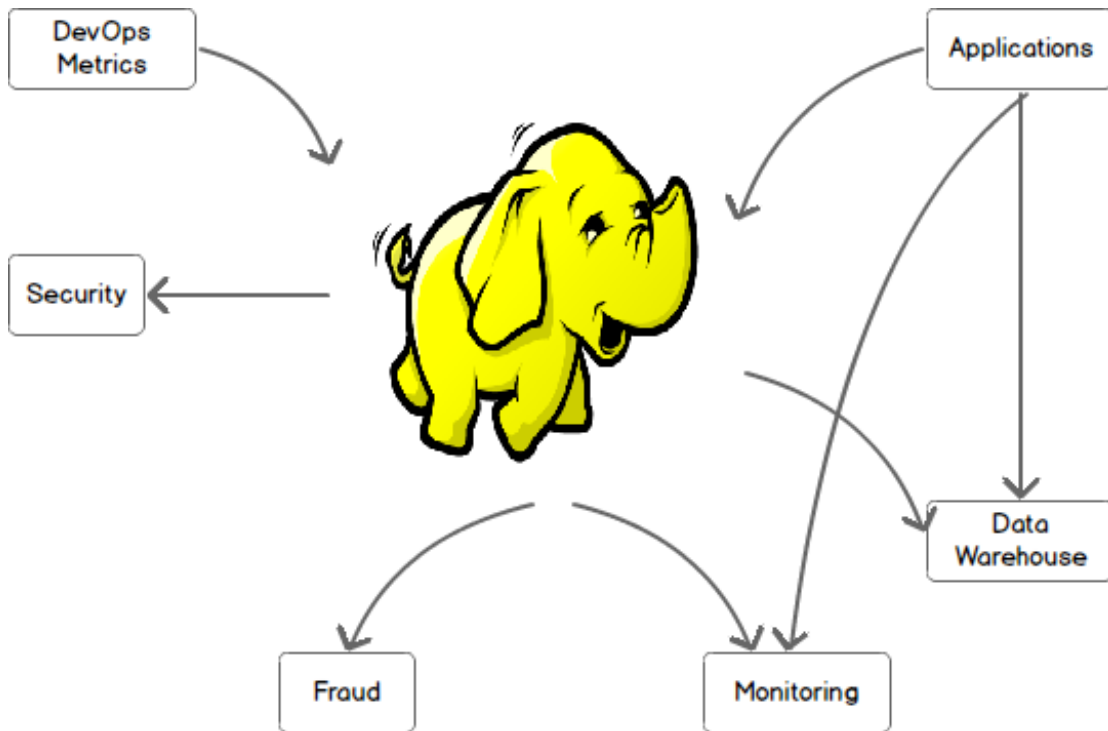 DevOps
Metrics
Applications
Security
Data
Warehouse
Fraud
Monitoring